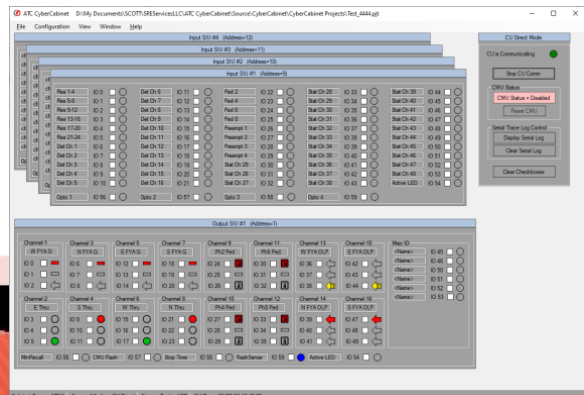 ATC CyberCabinet D:\My Documents\SCOTT\SREServicesLLC\ATC CyberCabinet\Source\CyberCabinet\CyberCabinet Projects\Test_4444.pjt
File Configuration View Window Help
Input SIU #4 (Address=12)
Input SIU #3 (Address=11)
Input SIU #2 (Address=10)
Input SIU #1 (Address=9)
Res 1-4 IO 0 Det Ch 6 IO 11 Ped 2 IO 22 Stat Ch 28 IO 33 Stat Ch 39 IO 44
Res 5-8 IO 1 Det Ch 7 IO 12 Ped 4 IO 23 Stat Ch 29 IO 34 Stat Ch 40 IO 45
Res 9-12 IO 2 Det Ch 8 IO 13 Ped 6 IO 24 Stat Ch 30 IO 35 Stat Ch 41 IO 46
Res 13-16 IO 3 Det Ch 9 IO 14 Ped 8 IO 25 Stat Ch 31 IO 36 Stat Ch 42 IO 47
Res 17-20 IO 4 Det Ch 10 IO 15 Preempt 1 IO 26 Stat Ch 32 IO 37 Stat Ch 43 IO 48
Res 21-24 IO 5 Det Ch 11 IO 16 Preempt 2 IO 27 Stat Ch 33 IO 38 Stat Ch 44 IO 49
Det Ch 1 IO 6 Det Ch 12 IO 17 Preempt 3 IO 28 Stat Ch 34 IO 39 Stat Ch 45 IO 50
Det Ch 2 IO 7 Det Ch 13 IO 18 Preempt 4 IO 29 Stat Ch 35 IO 40 Stat Ch 46 IO 51
Det Ch 3 IO 8 Det Ch 14 IO 19 Stat Ch 25 IO 30 Stat Ch 36 IO 41 Stat Ch 47 IO 52
Det Ch 4 IO 9 Det Ch 15 IO 20 Stat Ch 26 IO 31 Stat Ch 37 IO 42 Stat Ch 48 IO 53
Det Ch 5 IO 10 Det Ch 16 IO 21 Stat Ch 27 IO 32 Stat Ch 38 IO 43 Active LED IO 54
Opto 1 IO 56 Opto 2 IO 57 Opto 3 IO 58 Opto 4 IO 59
CU Direct Mode
CU is Communicating
Stop CU Comm
CMU Status
CMU Status = Disabled
Reset CMU
Serial Trace Log Control
Display Serial Log
Clear Serial Log
Clear Checkboxes
Output SIU #1 (Address=1)
Channel 1 Channel 3 Channel 5 Channel 7 Channel 9 Channel 11 Channel 13 Channel 15 Misc IO
W FYA G N FYA G E FYA G S FYA G Ph2 Ped Ph6 Ped W FYA OLP E FYA OLP <Name> IO 45
IO 0 IO 6 IO 12 IO 18 IO 24 IO 30 IO 36 IO 42 <Name> IO 46
IO 1 IO 7 IO 13 IO 19 IO 25 IO 31 IO 37 IO 43 <Name> IO 50
IO 2 IO 8 IO 14 IO 20 IO 26 IO 32 IO 38 IO 44 <Name> IO 51
Channel 2 Channel 4 Channel 6 Channel 8 Channel 10 Channel 12 Channel 14 Channel 16 <Name> IO 52
E Thru S Thru W Thru N Thru Ph4 Ped Ph8 Ped N FYA OLP S FYA OLP <Name> IO 53
IO 3 IO 9 IO 15 IO 21 IO 27 IO 33 IO 39 IO 47
IO 4 IO 10 IO 16 IO 22 IO 28 IO 34 IO 40 IO 48
IO 5 IO 11 IO 17 IO 23 IO 29 IO 35 IO 41 IO 49
MinRecall IO 56 CMU Flash IO 57 Stop Time IO 58 FlashSense IO 59 Active LED IO 54